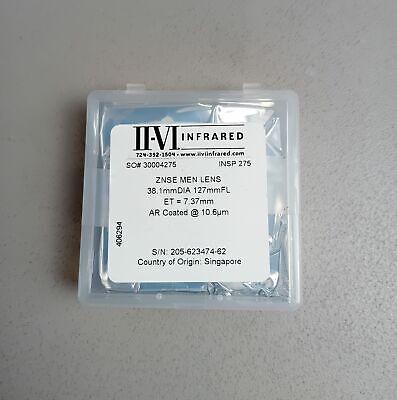 II-VI INFRARED
724-352-1504 • www.iiviinfrared.com
SO# 30004275 INSP 275
ZNSE MEN LENS
38.1mmDIA 127mmFL
ET = 7.37mm
AR Coated @ 10.6µm
406294
S/N: 205-623474-62
Country of Origin: Singapore